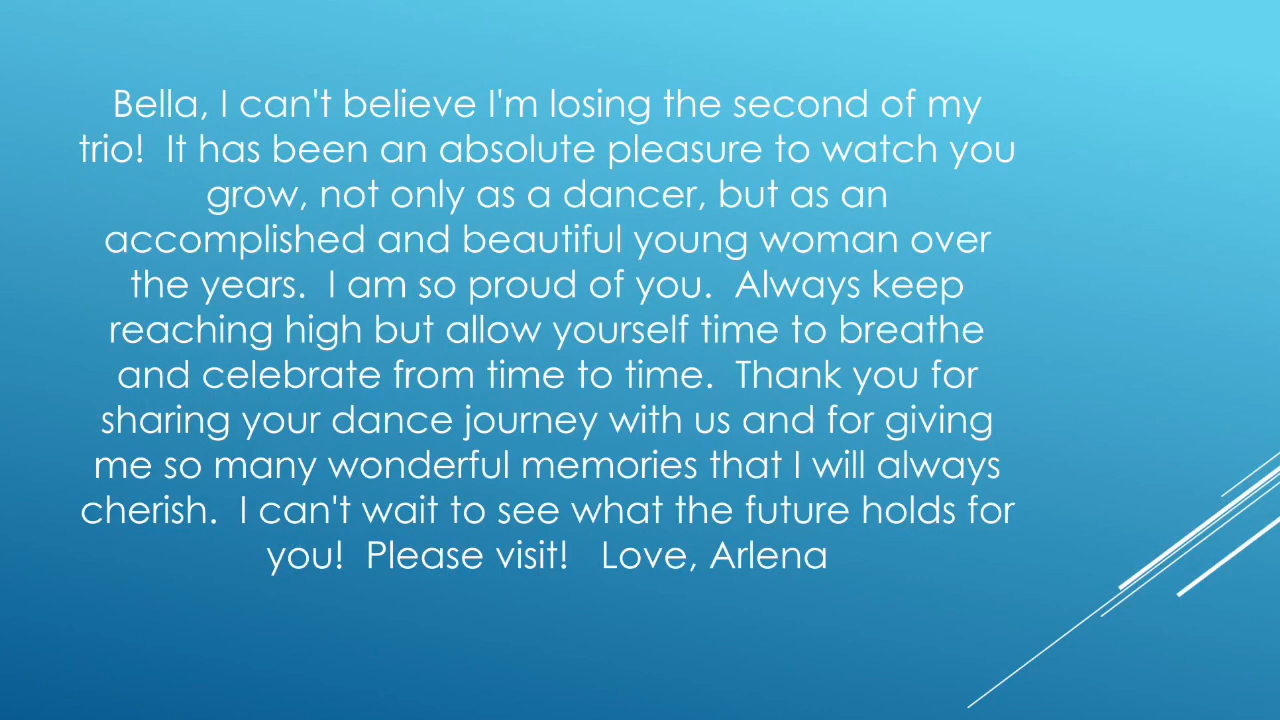 Bella, I can't believe I'm losing the second of my
trio!  It has been an absolute pleasure to watch you
grow, not only as a dancer, but as an
accomplished and beautiful young woman over
the years.  I am so proud of you.  Always keep
reaching high but allow yourself time to breathe
and celebrate from time to time.  Thank you for
sharing your dance journey with us and for giving
me so many wonderful memories that I will always
cherish.  I can't wait to see what the future holds for
you!  Please visit!   Love, Arlena